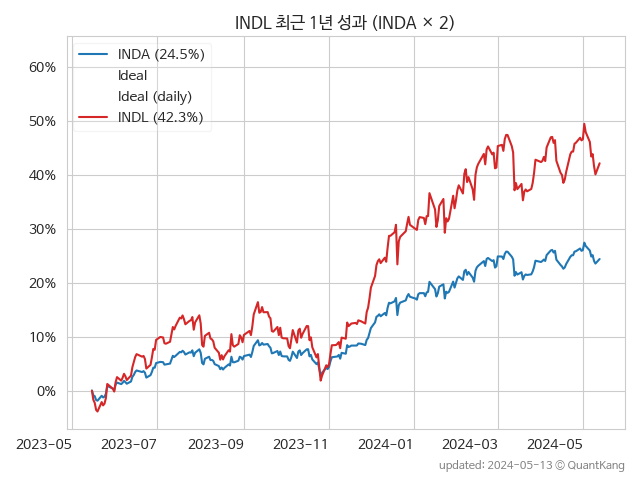 INDL 최근 1년 성과 (INDA × 2)
INDA (24.5%)
Ideal
Ideal (daily)
INDL (42.3%)
60%
50%
40%
30%
20%
10%
0%
2023-05 2023-07 2023-09 2023-11 2024-01 2024-03 2024-05
updated: 2024-05-13 © QuantKang